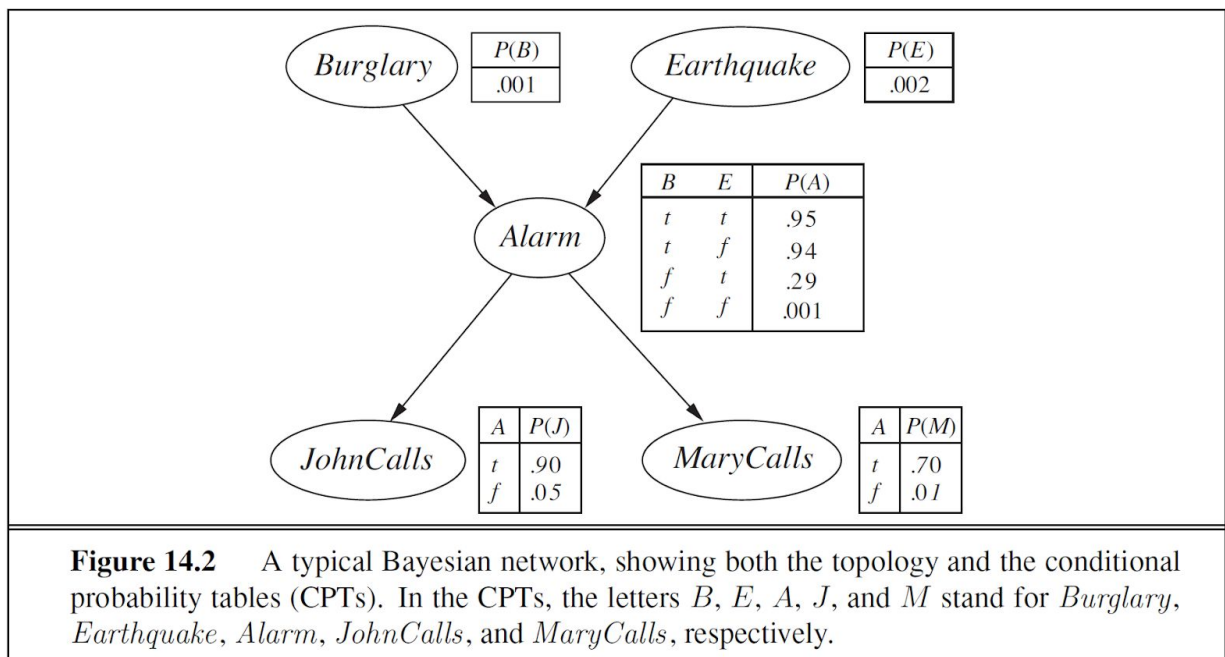 Burglary
P(B)
.001
Earthquake
P(E)
.002
Alarm
B E P(A)
t t .95
t f .94
f t .29
f f .001
JohnCalls
A P(J)
t .90
f .05
MaryCalls
A P(M)
t .70
f .01
Figure 14.2 A typical Bayesian network, showing both the topology and the conditional
probability tables (CPTs). In the CPTs, the letters B, E, A, J, and M stand for Burglary,
Earthquake, Alarm, JohnCalls, and MaryCalls, respectively.